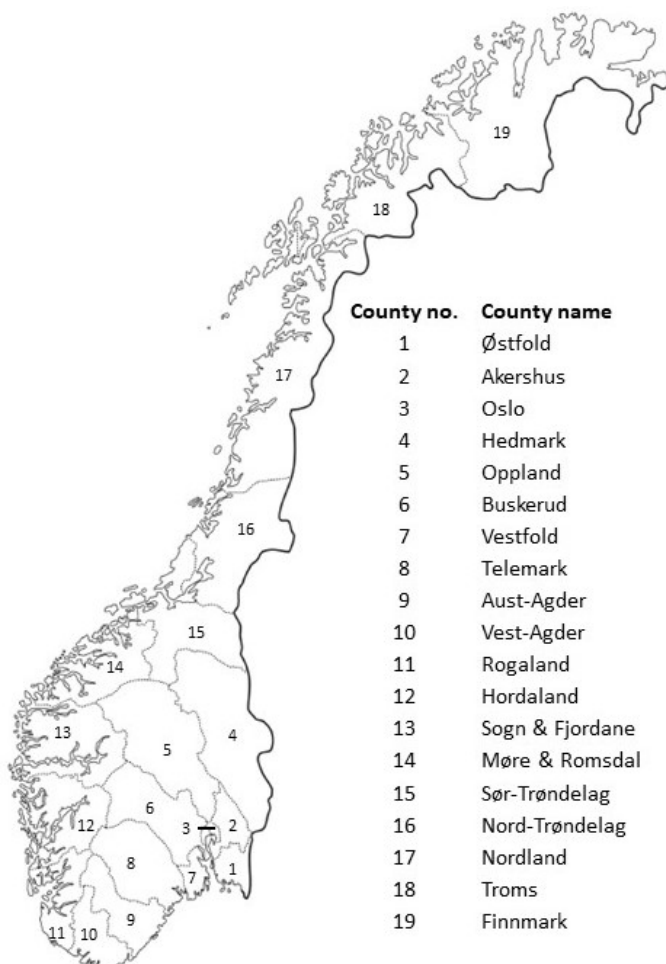 19
18
County no. County name
1 Østfold
17
2 Akershus
3 Oslo
4 Hedmark
5 Oppland
6 Buskerud
16
7 Vestfold
8 Telemark
9 Aust-Agder
15
10 Vest-Agder
14
11 Rogaland
12 Hordaland
13
4
13 Sogn & Fjordane
5
14 Møre & Romsdal
15 Sør-Trøndelag
6
12
3
2
16 Nord-Trøndelag
17 Nordland
8
7
1
18 Troms
9
19 Finnmark
11
10